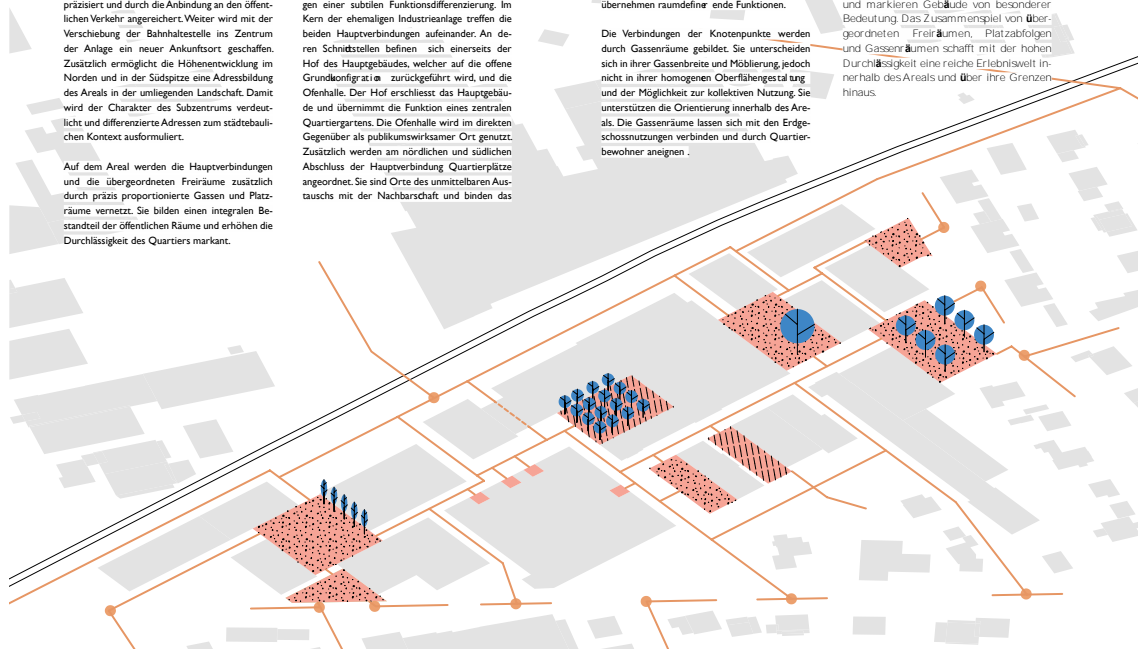 präzisiert und durch die Anbindung an den öffent-
lichen Verkehr angereichert. Weiter wird mit der
Verschiebung der Bahnhaltestelle ins Zentrum
der Anlage ein neuer Ankunftsort geschaffen.
Zusätzlich ermöglicht die Höhenentwicklung im
Norden und in der Südspitze eine Adressbildung
des Areals in der umliegenden Landschaft. Damit
wird der Charakter des Subzentrums verdeut-
licht und differenzierte Adressen zum städtebauli-
chen Kontext ausformuliert.

Auf dem Areal werden die Hauptverbindungen
und die übergeordneten Freiräume zusätzlich
durch präzis proportionierte Gassen und Platz-
räume vernetzt. Sie bilden einen integralen Be-
standteil der öffentlichen Räume und erhöhen die
Durchlässigkeit des Quartiers markant.

gen einer subtilen Funktionsdifferenzierung. Im
Kern der ehemaligen Industrieanlage treffen die
beiden Hauptverbindungen aufeinander. An de-
ren Schnittstellen befinen sich einerseits der
Hof des Hauptgebäudes, welcher auf die offene
Grundkonfiguration zurückgeführt wird, und die
Ofenhalle. Der Hof erschliesst das Hauptgebäu-
de und übernimmt die Funktion eines zentralen
Quartiergartens. Die Ofenhalle wird im direkten
Gegenüber als publikumswirksamer Ort genutzt.
Zusätzlich werden am nördlichen und südlichen
Abschluss der Hauptverbindung Quartierplätze
angeordnet. Sie sind Orte des unmittelbaren Aus-
tauschs mit der Nachbarschaft und binden das

übernehmen raumdefinerende Funktionen.

Die Verbindungen der Knotenpunkte werden
durch Gassenräume gebildet. Sie unterscheiden
sich in ihrer Gassenbreite und Möblierung, jedoch
nicht in ihrer homogenen Oberflähengestaltung
und der Möglichkeit zur kollektiven Nutzung. Sie
unterstützen die Orientierung innerhalb des Are-
als. Die Gassenräume lassen sich mit den Erdge-
schossnutzungen verbinden und durch Quartier-
bewohner aneignen .

und markieren Gebäude von besonderer
Bedeutung. Das Zusammenspiel von über-
geordneten Freiräumen, Platzabfolgen
und Gassenräumen schafft mit der hohen
Durchlässigkeit eine reiche Erlebniswelt in-
nerhalb des Areals und über ihre Grenzen
hinaus.